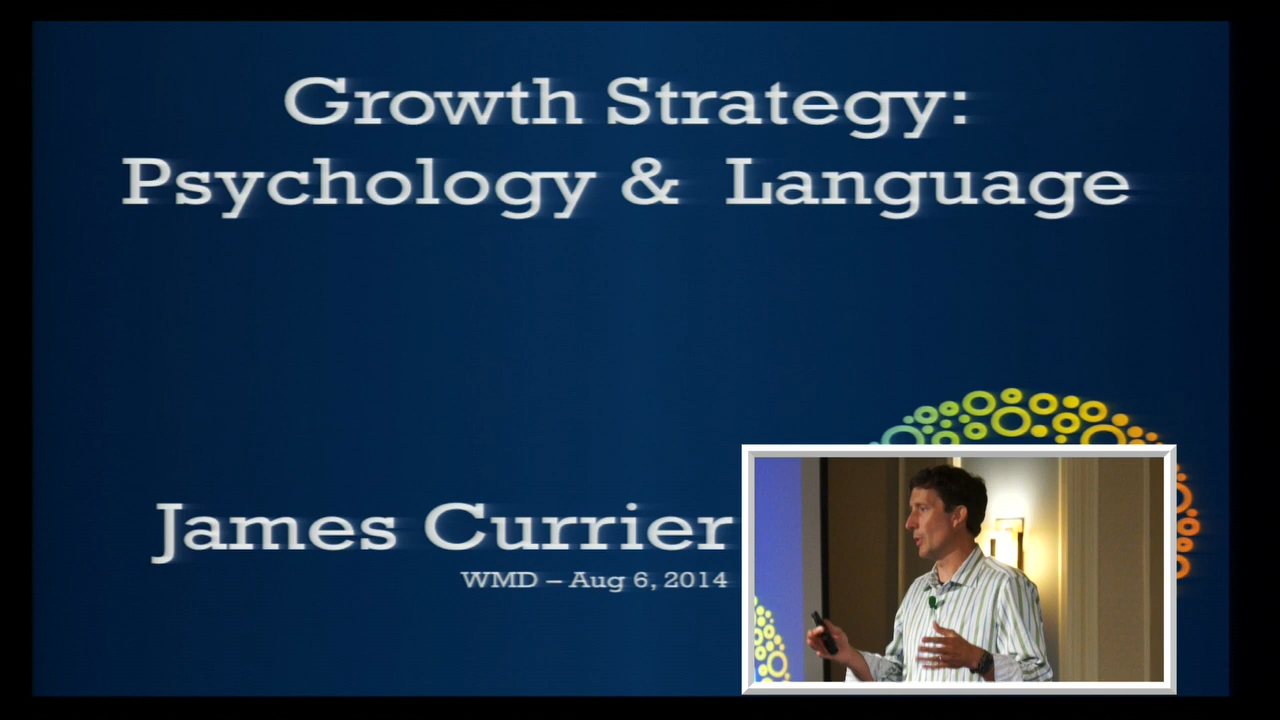 Growth Strategy:
Psychology & Language
James Currier
WMD – Aug 6, 2014